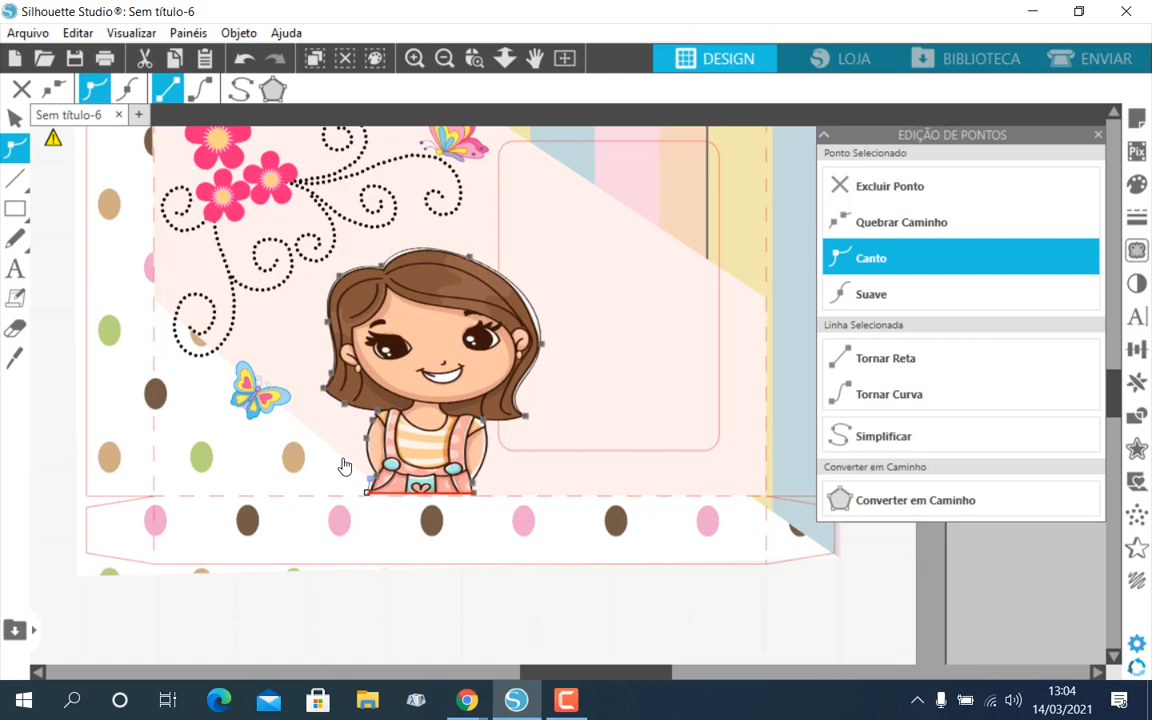 Silhouette Studio®: Sem título-6
Arquivo Editar Visualizar Painéis Objeto Ajuda
DESIGN LOJA BIBLIOTECA ENVIAR
Sem título-6
EDIÇÃO DE PONTOS
Ponto Selecionado
Excluir Ponto
Quebrar Caminho
Canto
Suave
Linha Selecionada
Tornar Reta
Tornar Curva
Simplificar
Converter em Caminho
Converter em Caminho
Pix
13:04
14/03/2021